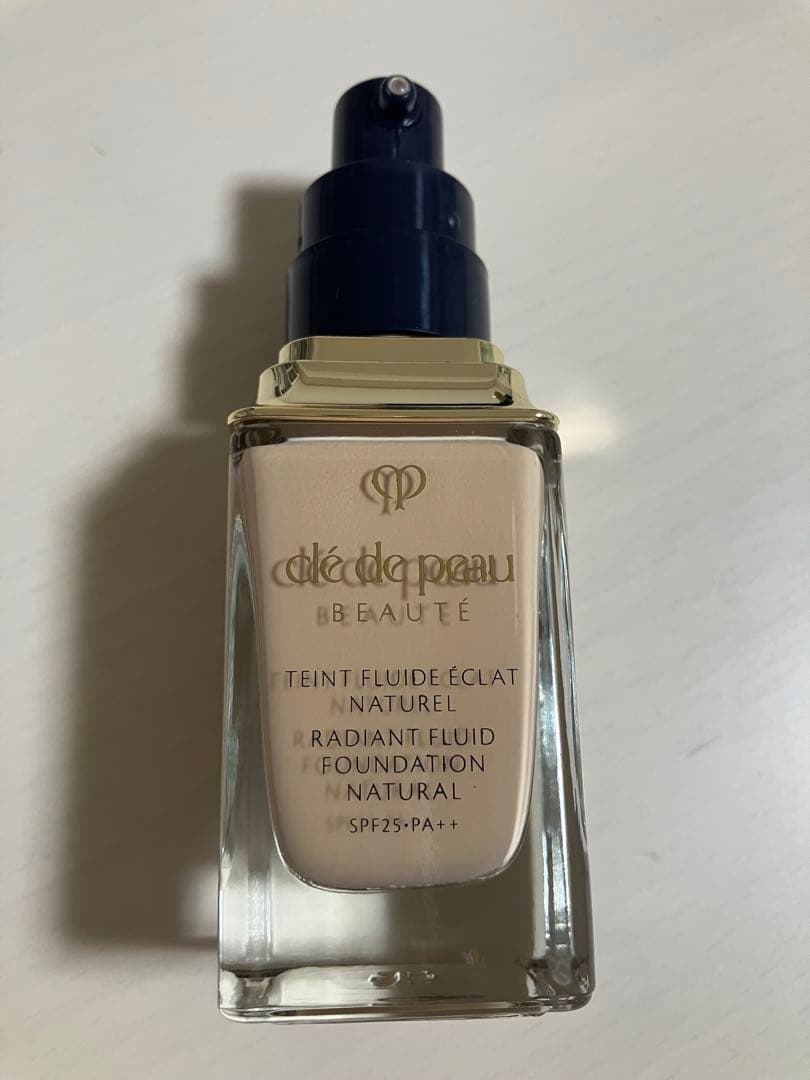 clé de peau
BEAUTÉ
TEINT FLUIDE ÉCLAT
NATUREL
RADIANT FLUID
FOUNDATION
NATURAL
SPF25•PA++